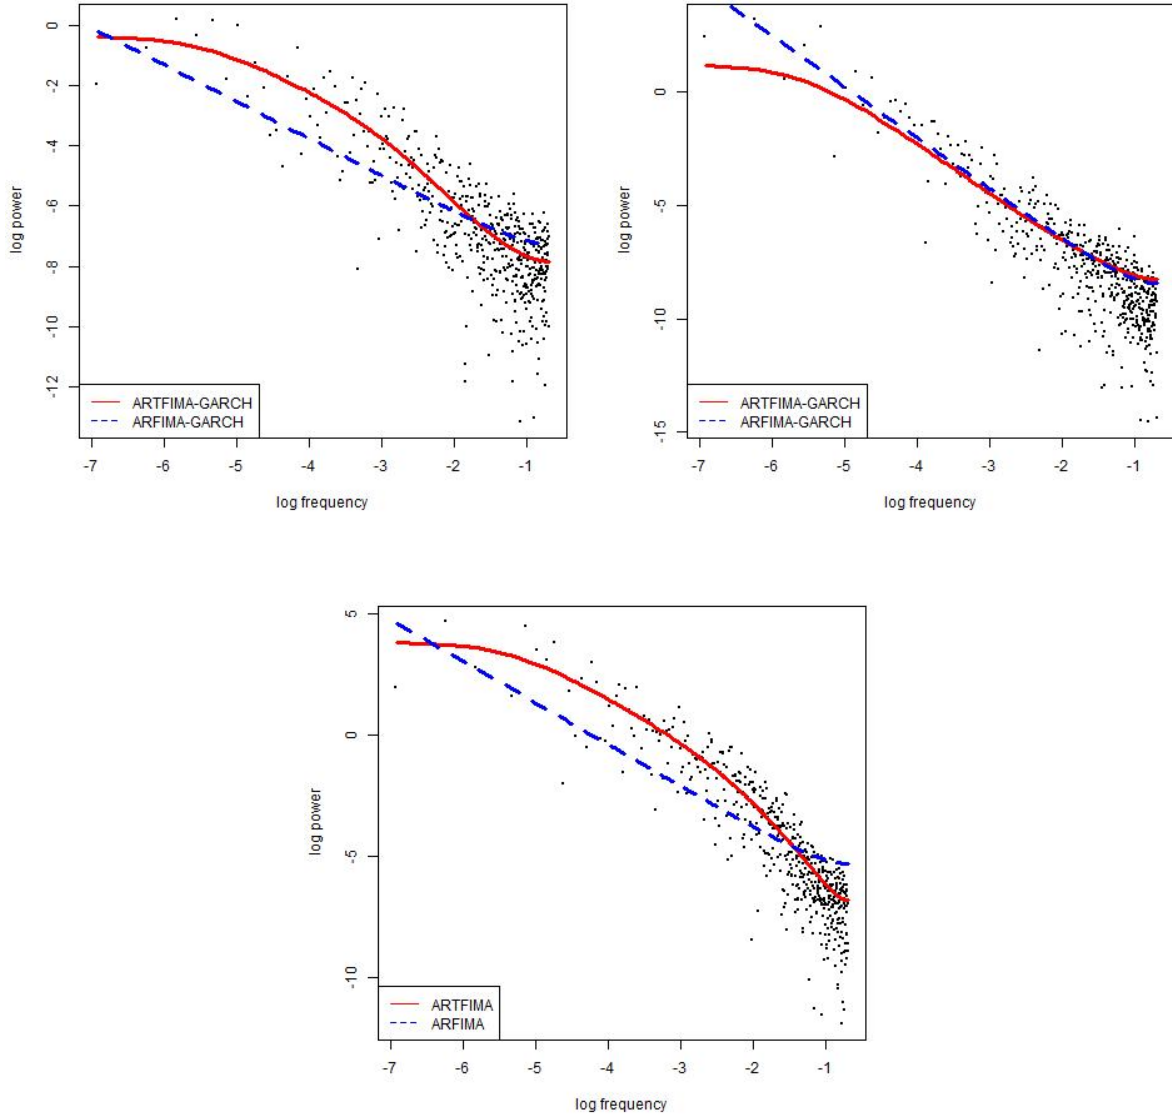 log power
0
-2
-4
-6
-8
-10
-12
ARTFIMA-GARCH
ARFIMA-GARCH
-7 -6 -5 -4 -3 -2 -1
log frequency
log power
0
-5
-10
-15
ARTFIMA-GARCH
ARFIMA-GARCH
-7 -6 -5 -4 -3 -2 -1
log frequency
log power
5
0
-5
-10
ARTFIMA
ARFIMA
-7 -6 -5 -4 -3 -2 -1
log frequency